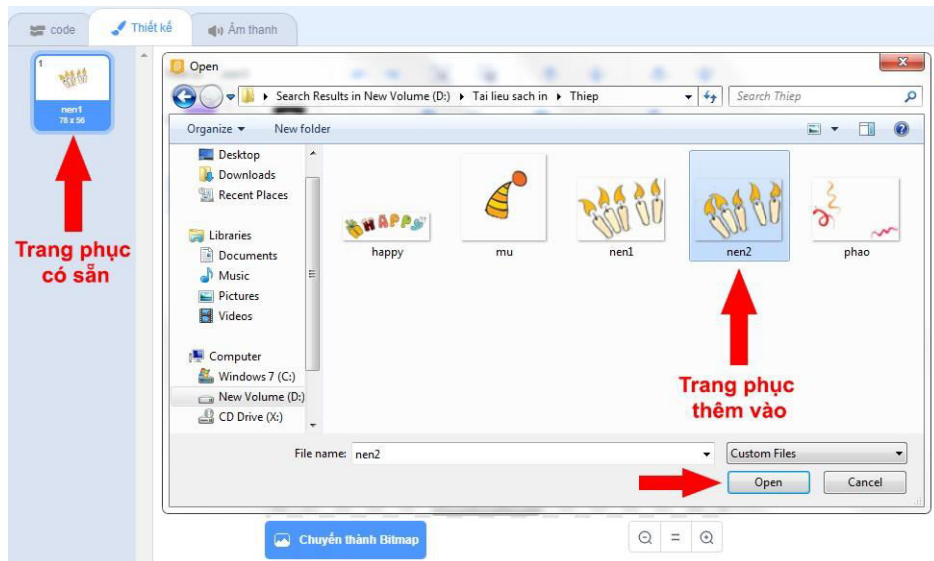 code
Thiết kế
Âm thanh
1
nen1
78 x 56
Trang phục
có sẵn
Open
Search Results in New Volume (D:) ▸ Tai lieu sach in ▸ Thiep
Search Thiep
Organize
New folder
Desktop
Downloads
Recent Places
Libraries
Documents
Music
Pictures
Videos
Computer
Windows 7 (C:)
New Volume (D:)
CD Drive (X:)
HAPPY
happy
mu
nen1
nen2
phao
Trang phục
thêm vào
File name: nen2
Custom Files
Open
Cancel
Chuyển thành Bitmap